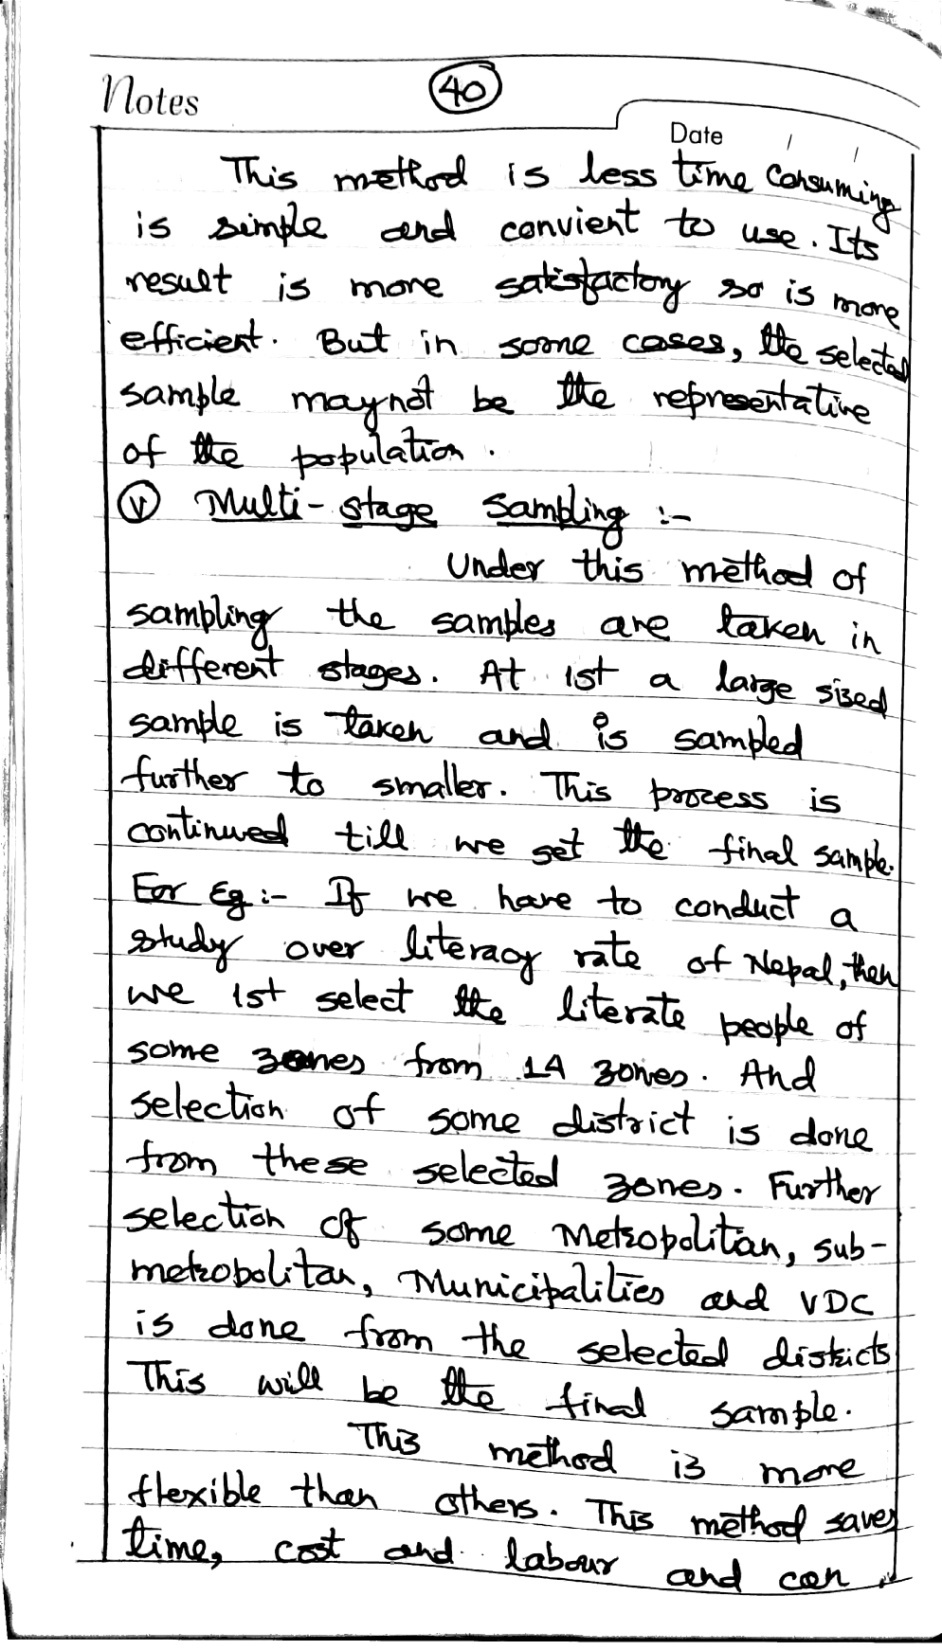 Notes
40
Date / /
This method is less time consuming
is simple and convient to use. Its
result is more satisfactory so is more
efficient. But in some cases, the selected
sample maynot be the representative
of the population.
(v) Multi-stage sampling :-
Under this method of
sampling the samples are taken in
different stages. At 1st a large sized
sample is taken and is sampled
further to smaller. This process is
continued till we get the final sample.
For Eg :- If we have to conduct a
study over literacy rate of Nepal, then
we 1st select the literate people of
some zones from 14 zones. And
selection of some district is done
from these selected zones. Further
selection of some Metropolitian, sub-
metropolitan, Municipalities and VDC
is done from the selected districts
This will be the final sample.
This method is more
flexible than others. This method saves
time, cost and labour and can